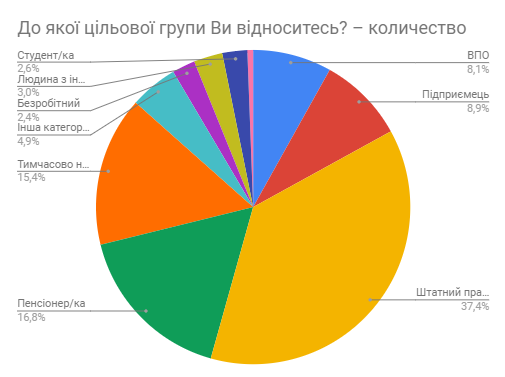 До якої цільової групи Ви відноситесь? – количество
Студент/ка
2,6%
Людина з ін…
3,0%
Безробітний
2,4%
Інша категор…
4,9%
Тимчасово н…
15,4%
Пенсіонер/ка
16,8%
ВПО
8,1%
Підприємець
8,9%
Штатний пра…
37,4%